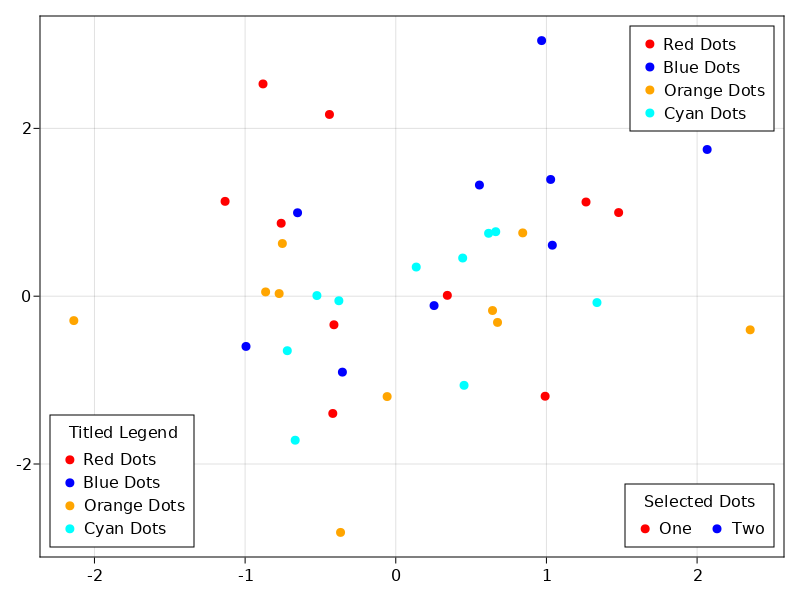 Red Dots
Blue Dots
Orange Dots
Cyan Dots
2
0
-2
Titled Legend
Red Dots
Blue Dots
Orange Dots
Cyan Dots
Selected Dots
One Two
-2 -1 0 1 2